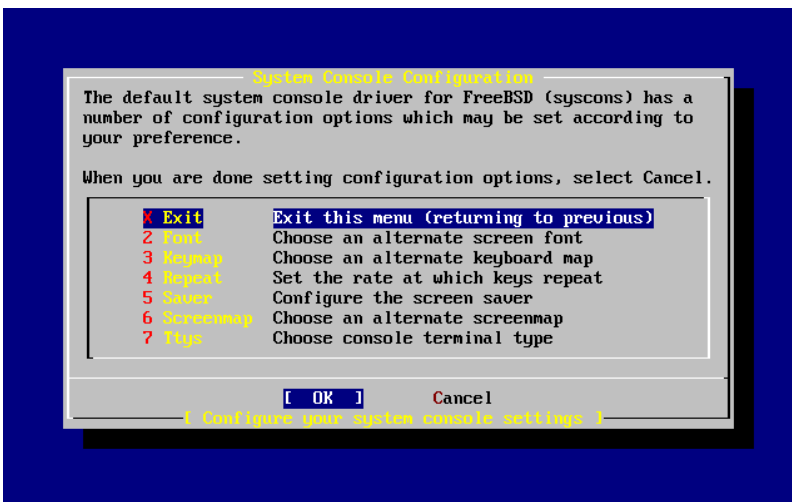 System Console Configuration
The default system console driver for FreeBSD (syscons) has a
number of configuration options which may be set according to
your preference.
When you are done setting configuration options, select Cancel.
X Exit Exit this menu (returning to previous)
2 Font Choose an alternate screen font
3 Keymap Choose an alternate keyboard map
4 Repeat Set the rate at which keys repeat
5 Saver Configure the screen saver
6 Screenmap Choose an alternate screenmap
7 Ttys Choose console terminal type
[ OK ] Cancel
[ Configure your system console settings ]